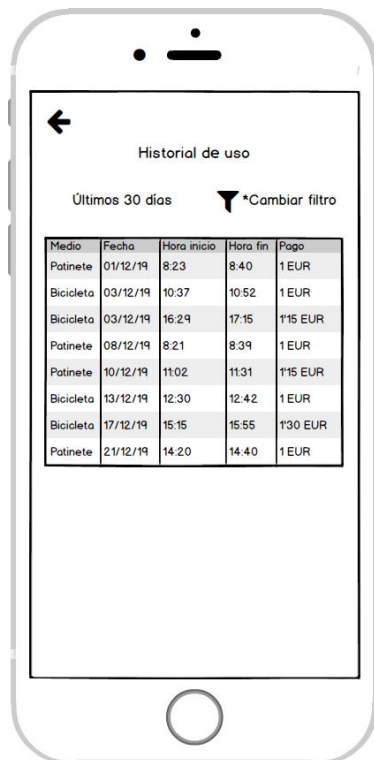 Historial de uso
Últimos 30 días *Cambiar filtro
Medio Fecha Hora inicio Hora fin Pago
Patinete 01/12/19 8:23 8:40 1 EUR
Bicicleta 03/12/19 10:37 10:52 1 EUR
Bicicleta 03/12/19 16:29 17:15 1'15 EUR
Patinete 08/12/19 8:21 8:39 1 EUR
Patinete 10/12/19 11:02 11:31 1'15 EUR
Bicicleta 13/12/19 12:30 12:42 1 EUR
Bicicleta 17/12/19 15:15 15:55 1'30 EUR
Patinete 21/12/19 14:20 14:40 1 EUR